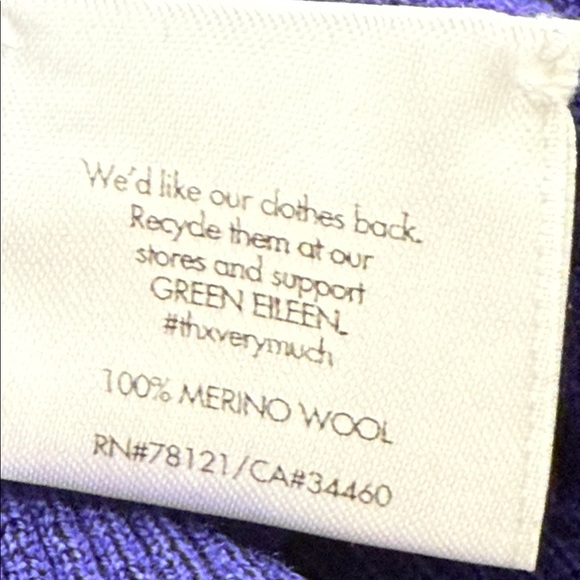 We'd like our clothes back.
Recycle them at our
stores and support
GREEN EILEEN.
#thxverymuch
100% MERINO WOOL
RN#78121/CA#34460